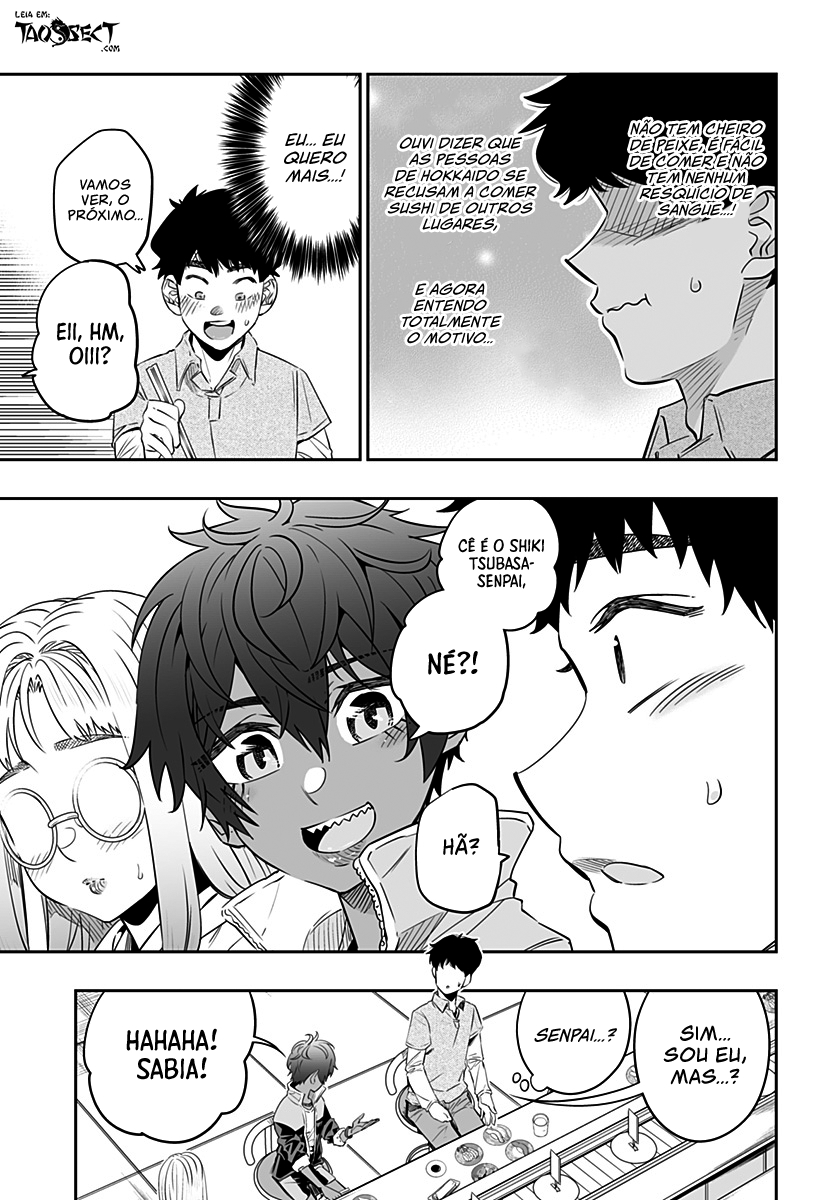 LEIA EM:
TAOSECT
.COM
NÃO TEM CHEIRO
DE PEIXE, É FÁCIL
DE COMER E NÃO
TEM NENHUM
RESQUÍCIO DE
SANGUE...!
OUVI DIZER QUE
AS PESSOAS
DE HOKKAIDO SE
RECUSAM A COMER
SUSHI DE OUTROS
LUGARES,
E AGORA
ENTENDO
TOTALMENTE
O MOTIVO...
EU... EU
QUERO
MAIS...!
VAMOS
VER, O
PRÓXIMO...
EII, HM,
OIII?
CÊ É O SHIKI
TSUBASA-
SENPAI,
NÉ?!
HÃ?
SIM...
SOU EU,
MAS...?
SENPAI...?
HAHAHA!
SABIA!